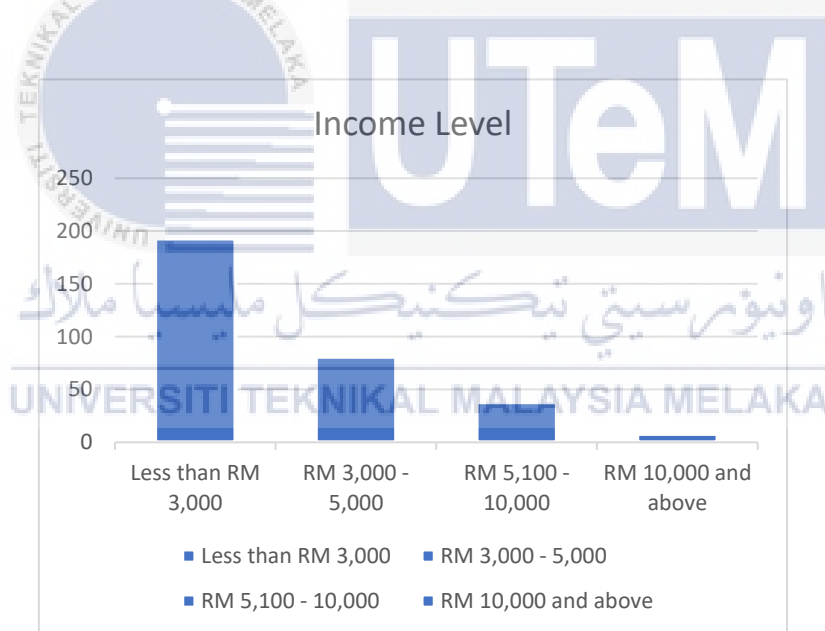 UTeM
TEKNIKAL
MELAKA
UNIVERSITI
Income Level
250
200
150
100
50
0
اونيۏرسيتي تيكنيكل مليسيا ملاك
UNIVERSITI TEKNIKAL MALAYSIA MELAKA
Less than RM 3,000
RM 3,000 - 5,000
RM 5,100 - 10,000
RM 10,000 and above
■ Less than RM 3,000 ■ RM 3,000 - 5,000
■ RM 5,100 - 10,000 ■ RM 10,000 and above